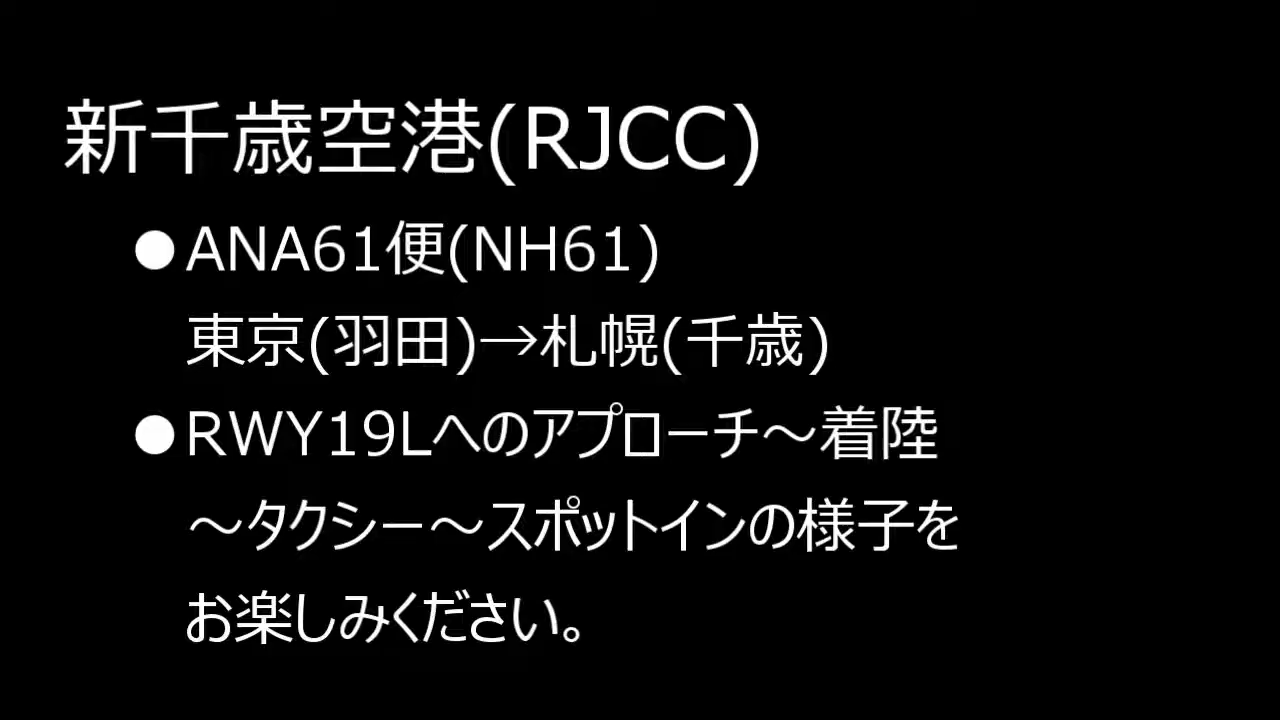 新千歳空港(RJCC)
●ANA61便(NH61)
東京(羽田)→札幌(千歳)
●RWY19Lへのアプローチ～着陸
～タクシー～スポットインの様子を
お楽しみください。